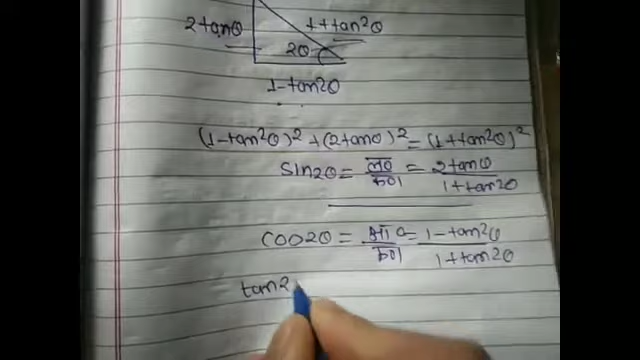 2tanθ
1+tan²θ
2θ
1-tan²θ
(1-tan²θ)² + (2tanθ)² = (1+tan²θ)²
sin2θ = लं/कर्ण = 2tanθ/1+tan2θ
cos2θ = /कर्ण = 1-tan²θ/1+tan2θ
tan2